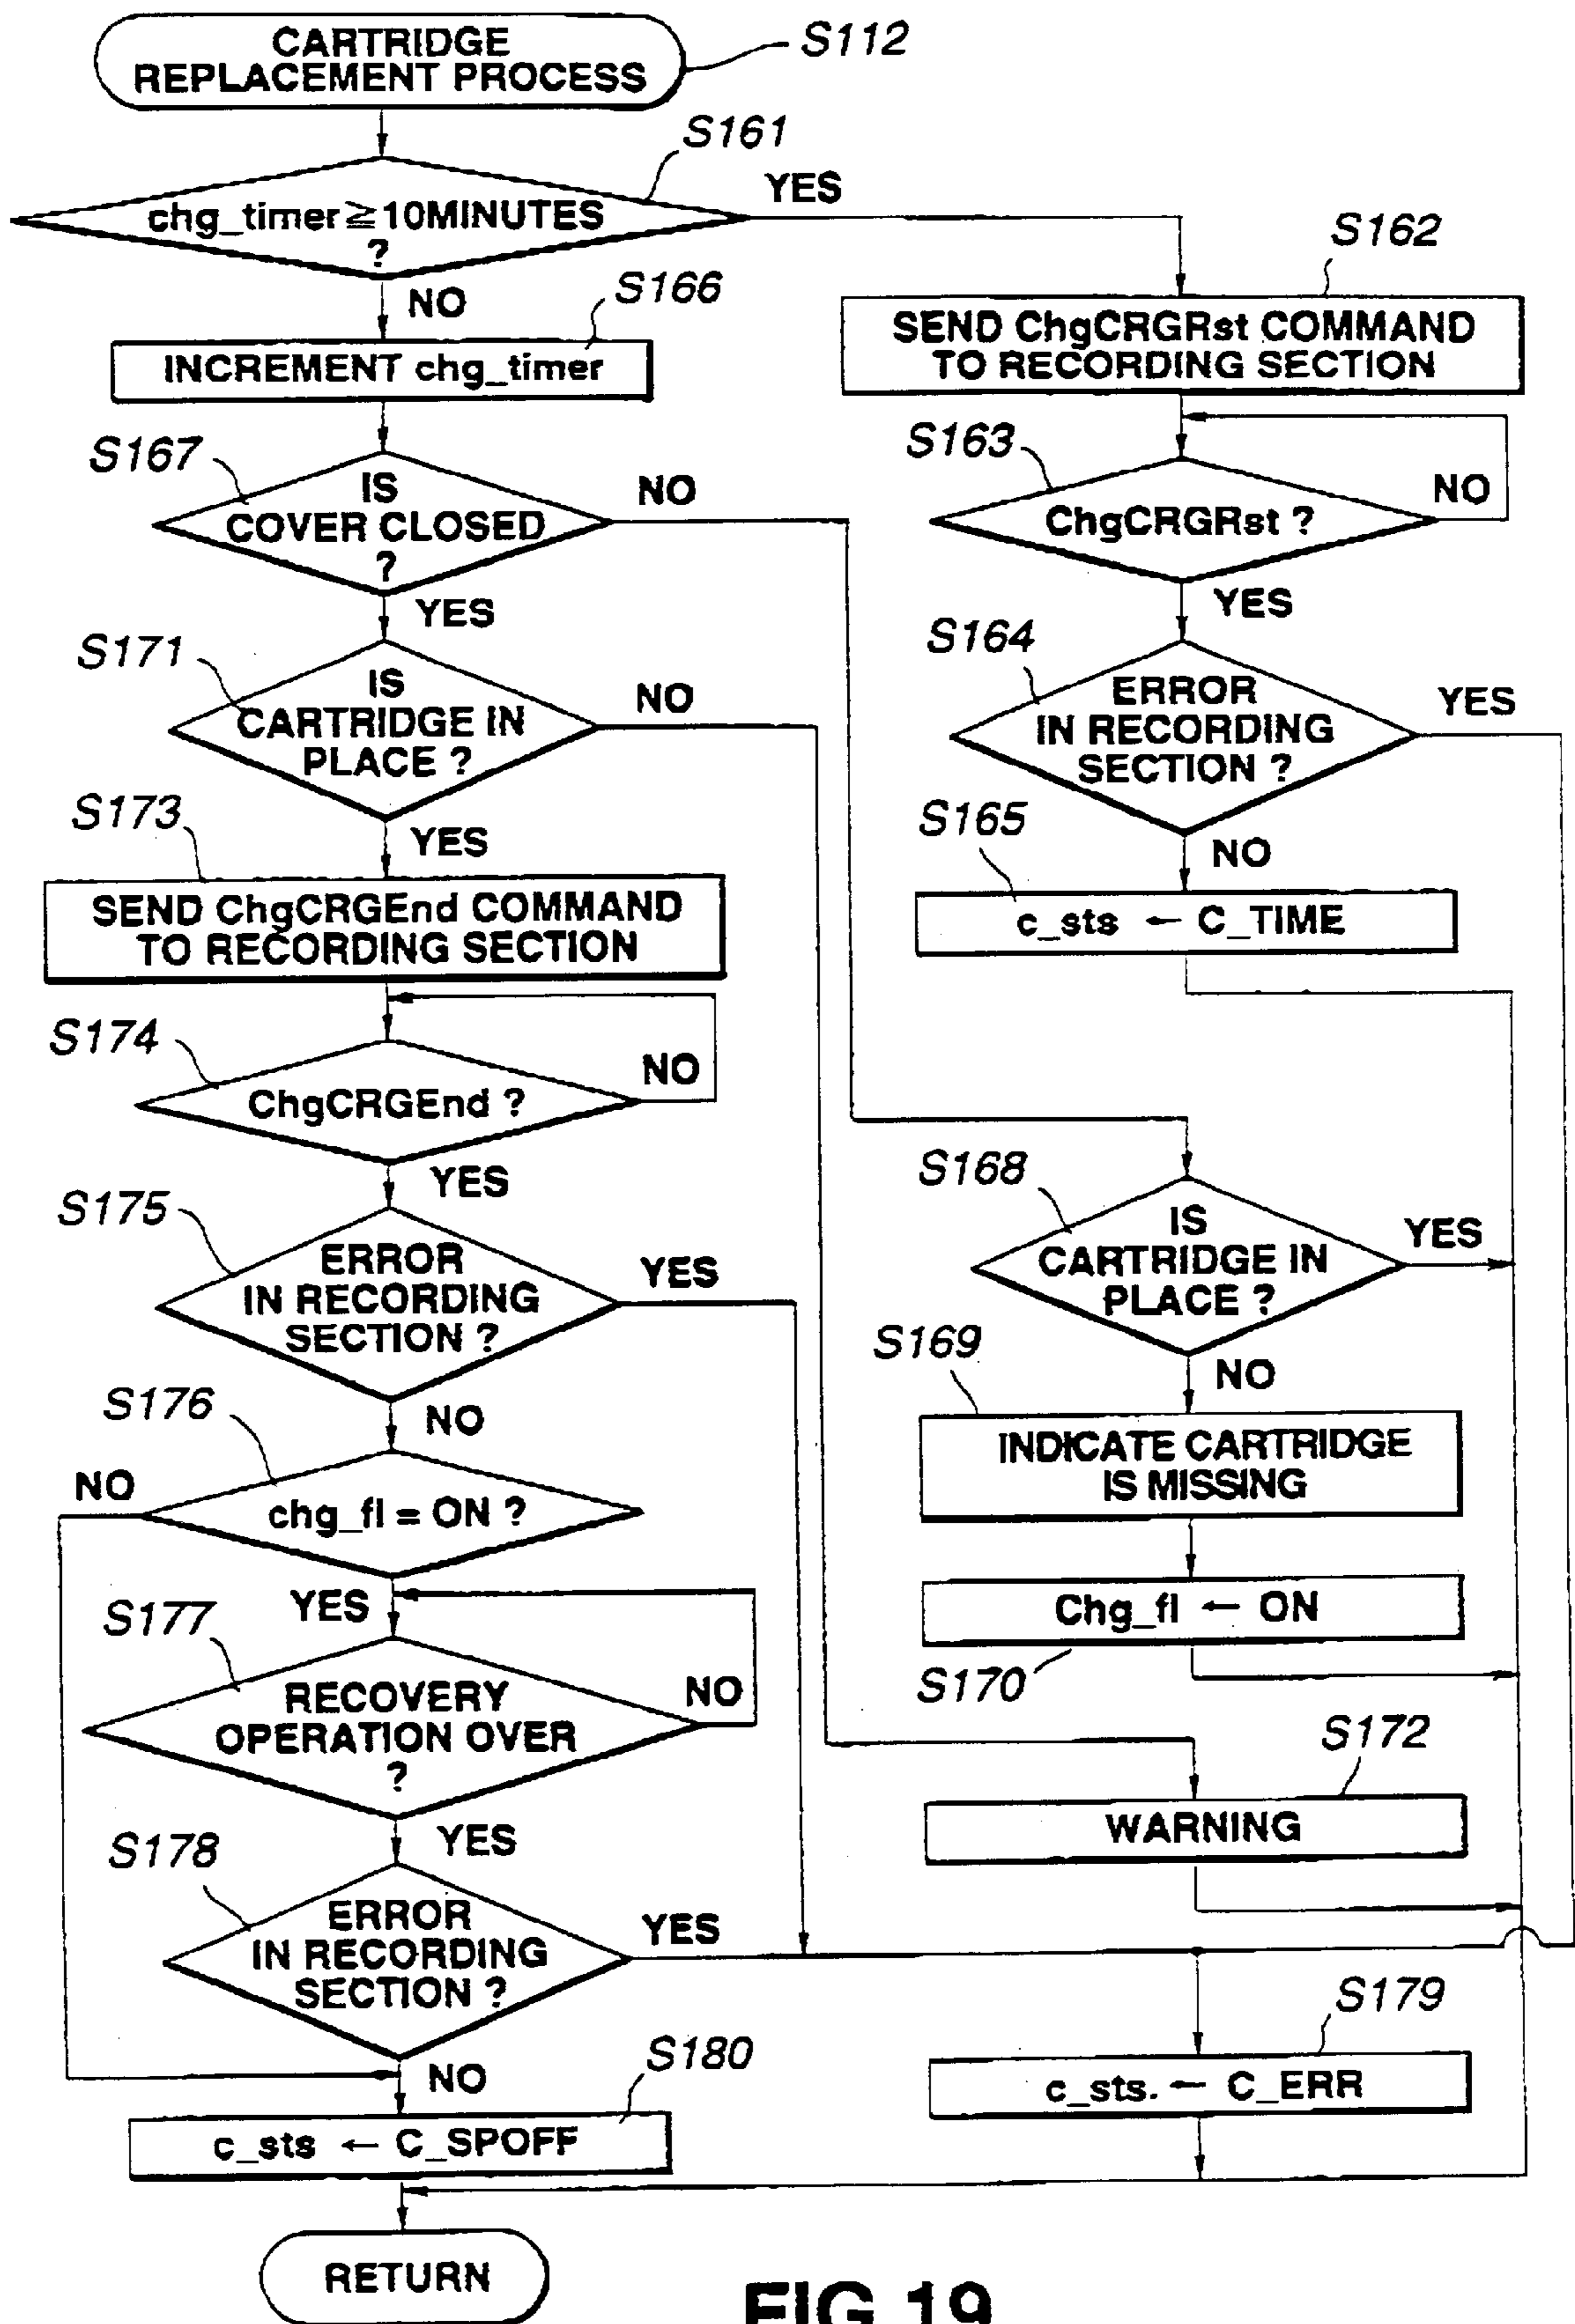 CARTRIDGE
REPLACEMENT PROCESS
S112
S161
chg_timer≧10MINUTES
?
YES
NO
S166
INCREMENT chg_timer
S162
SEND ChgCRGRst COMMAND
TO RECORDING SECTION
S167
IS
COVER CLOSED
?
NO
YES
S163
ChgCRGRst ?
NO
YES
S171
IS
CARTRIDGE IN
PLACE ?
NO
YES
S164
ERROR
IN RECORDING
SECTION ?
YES
NO
S173
SEND ChgCRGEnd COMMAND
TO RECORDING SECTION
S165
c_sts ← C_TIME
S174
ChgCRGEnd ?
NO
YES
S175
ERROR
IN RECORDING
SECTION ?
YES
NO
S168
IS
CARTRIDGE IN
PLACE ?
YES
NO
S169
INDICATE CARTRIDGE
IS MISSING
S176
NO
chg_fl = ON ?
YES
Chg_fl ← ON
S170
S177
RECOVERY
OPERATION OVER
?
NO
YES
S172
WARNING
S178
ERROR
IN RECORDING
SECTION ?
YES
NO
S179
c_sts. ← C_ERR
S180
c_sts ← C_SPOFF
RETURN
FIG.19